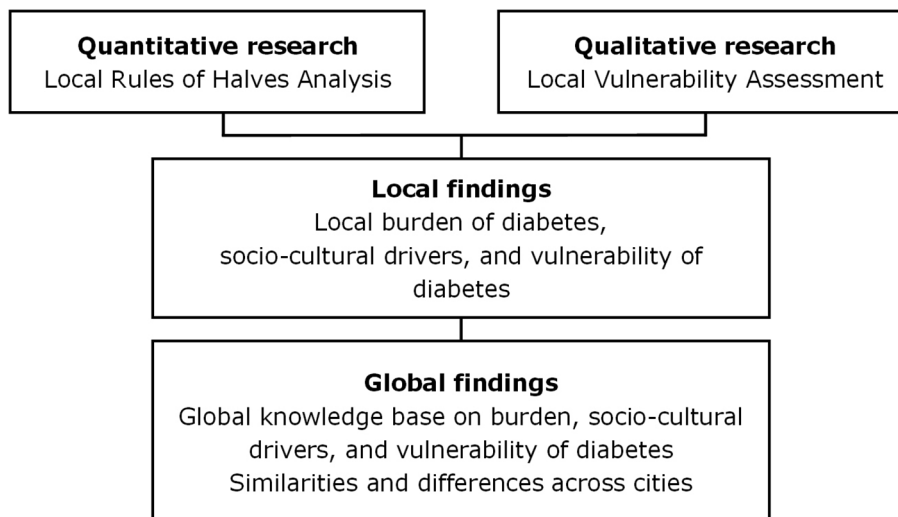 Quantitative research
Local Rules of Halves Analysis
Qualitative research
Local Vulnerability Assessment
Local findings
Local burden of diabetes,
socio-cultural drivers, and vulnerability of
diabetes
Global findings
Global knowledge base on burden, socio-cultural
drivers, and vulnerability of diabetes
Similarities and differences across cities